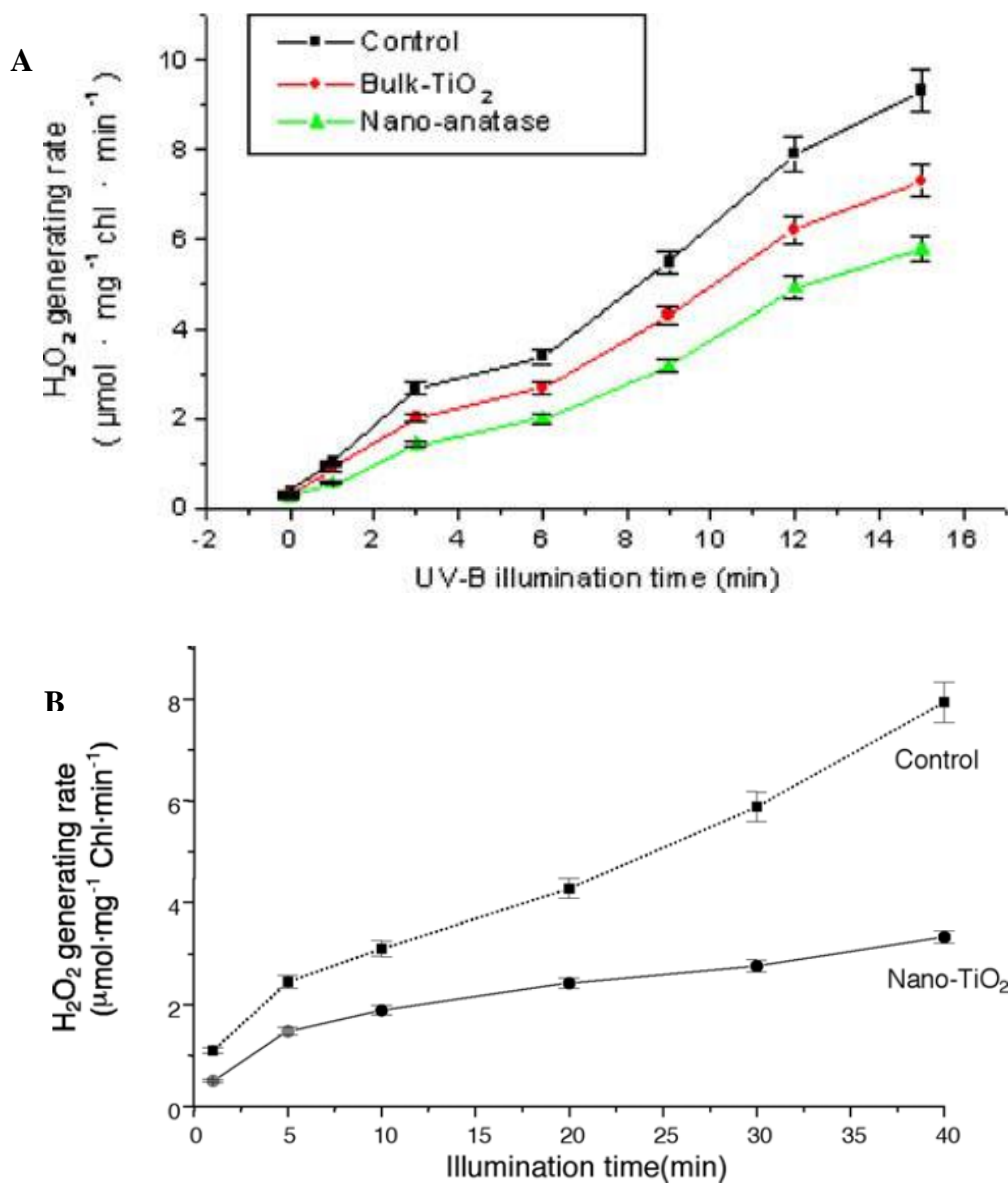 A
Control
Bulk-TiO₂
Nano-anatase
H₂O₂ generating rate
( μmol · mg⁻¹ chl · min⁻¹ )
10
8
6
4
2
0
-2 0 2 4 6 8 10 12 14 16
UV-B illumination time (min)
B
H₂O₂ generating rate
(μmol·mg⁻¹ Chl·min⁻¹)
8
6
4
2
0
Control
Nano-TiO₂
0 5 10 15 20 25 30 35 40
Illumination time(min)